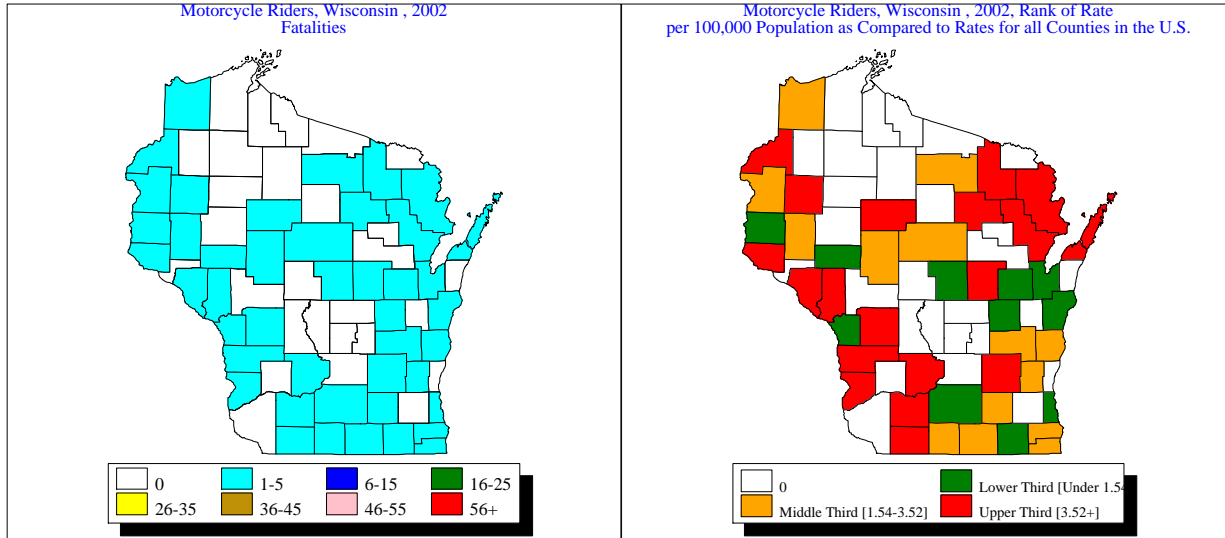 Motorcycle Riders, Wisconsin , 2002
Fatalities
0
1-5
6-15
16-25
26-35
36-45
46-55
56+
Motorcycle Riders, Wisconsin , 2002, Rank of Rate
per 100,000 Population as Compared to Rates for all Counties in the U.S.
0
Lower Third [Under 1.54
Middle Third [1.54-3.52]
Upper Third [3.52+]